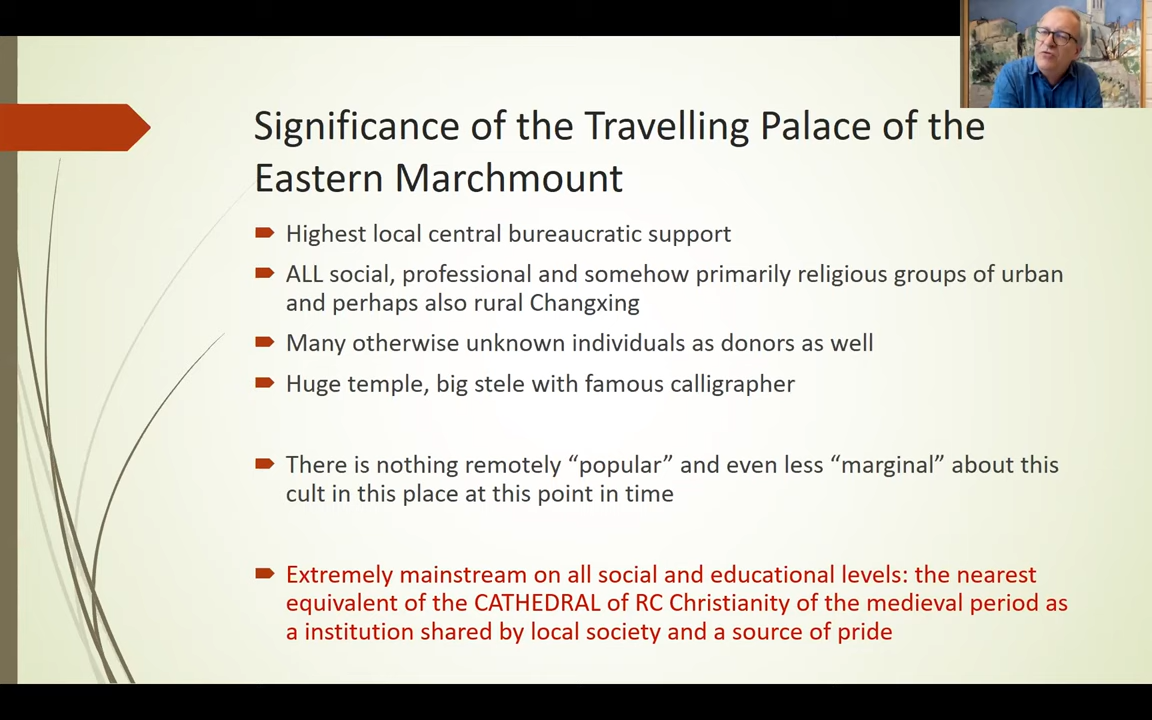 Significance of the Travelling Palace of the
Eastern Marchmount
Highest local central bureaucratic support
ALL social, professional and somehow primarily religious groups of urban
and perhaps also rural Changxing
Many otherwise unknown individuals as donors as well
Huge temple, big stele with famous calligrapher
There is nothing remotely “popular” and even less “marginal” about this
cult in this place at this point in time
Extremely mainstream on all social and educational levels: the nearest
equivalent of the CATHEDRAL of RC Christianity of the medieval period as
a institution shared by local society and a source of pride